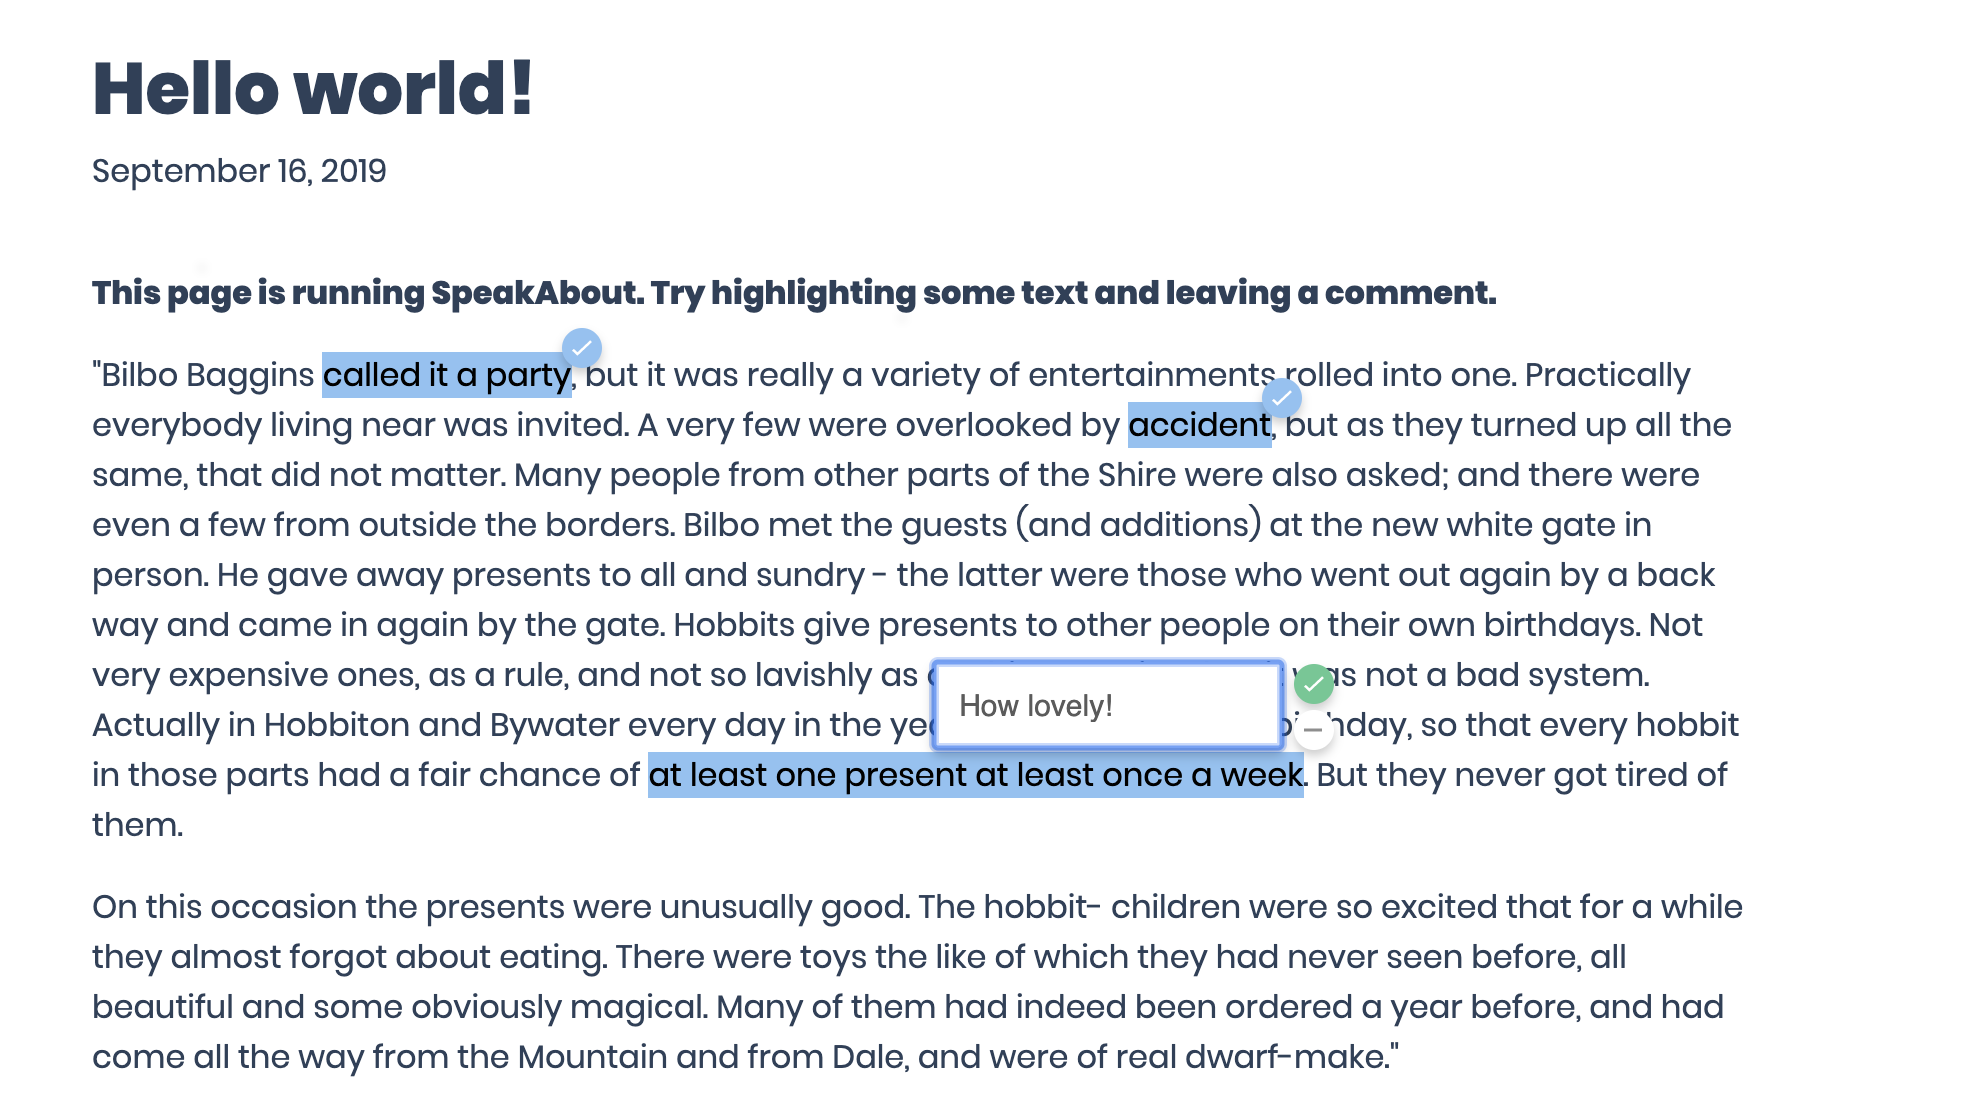 Hello world!
September 16, 2019
This page is running SpeakAbout. Try highlighting some text and leaving a comment.
"Bilbo Baggins called it a party, but it was really a variety of entertainments rolled into one. Practically
everybody living near was invited. A very few were overlooked by accident, but as they turned up all the
same, that did not matter. Many people from other parts of the Shire were also asked; and there were
even a few from outside the borders. Bilbo met the guests (and additions) at the new white gate in
person. He gave away presents to all and sundry - the latter were those who went out again by a back
way and came in again by the gate. Hobbits give presents to other people on their own birthdays. Not
very expensive ones, as a rule, and not so lavishly as was not a bad system.
How lovely!
Actually in Hobbiton and Bywater every day in the so that every hobbit
in those parts had a fair chance of at least one present at least once a week. But they never got tired of
them.
On this occasion the presents were unusually good. The hobbit- children were so excited that for a while
they almost forgot about eating. There were toys the like of which they had never seen before, all
beautiful and some obviously magical. Many of them had indeed been ordered a year before, and had
come all the way from the Mountain and from Dale, and were of real dwarf-make."